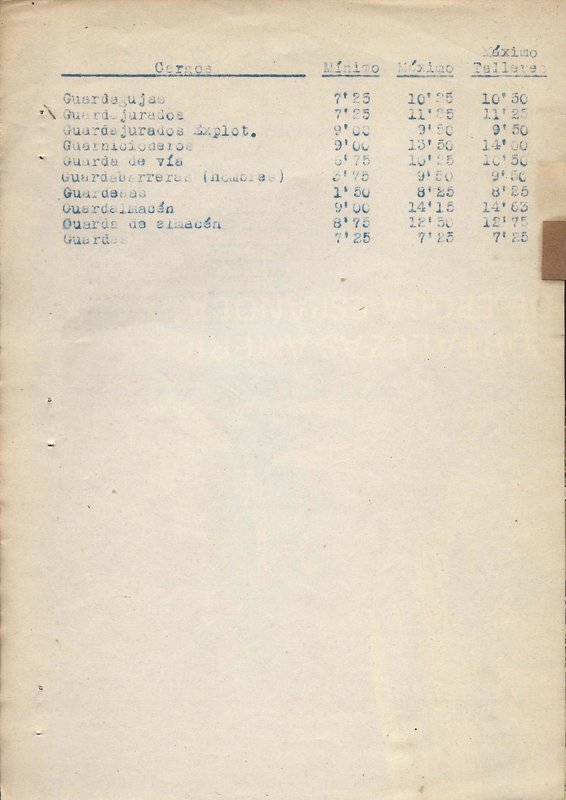 Máximo
Cargos Mínimo Máximo Talleres
Guardagujas 7'25 10'25 10'50
Guardajurados 7'25 11'25 11'25
Guardajurados Explot. 9'00 9'50 9'50
Guarnicioneros 9'00 13'50 14'00
Guarda de vía 6'75 10'25 10'50
Guardabarreras (hombres) 3'75 9'50 9'50
Guardesas 1'50 8'25 8'25
Guardalmacén 9'00 14'15 14'63
Guarda de almacén 8'75 12'50 12'75
Guardas 7'25 7'25 7'25